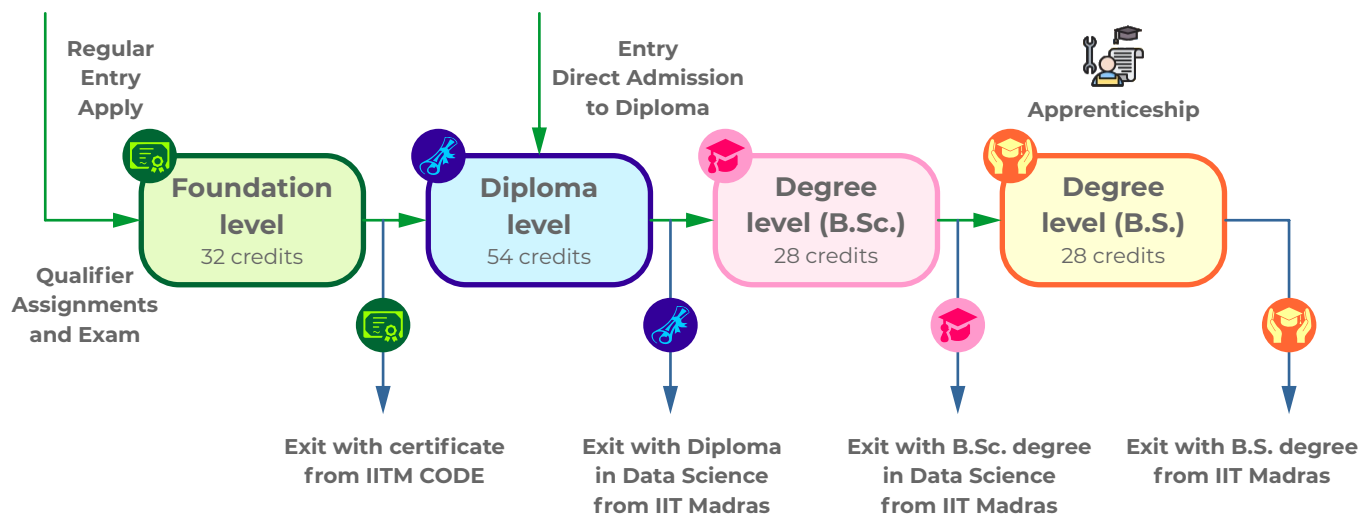 Regular
Entry
Apply
Entry
Direct Admission
to Diploma
Apprenticeship
Foundation
level
32 credits
Diploma
level
54 credits
Degree
level (B.Sc.)
28 credits
Degree
level (B.S.)
28 credits
Qualifier
Assignments
and Exam
Exit with certificate
from IITM CODE
Exit with Diploma
in Data Science
from IIT Madras
Exit with B.Sc. degree
in Data Science
from IIT Madras
Exit with B.S. degree
from IIT Madras